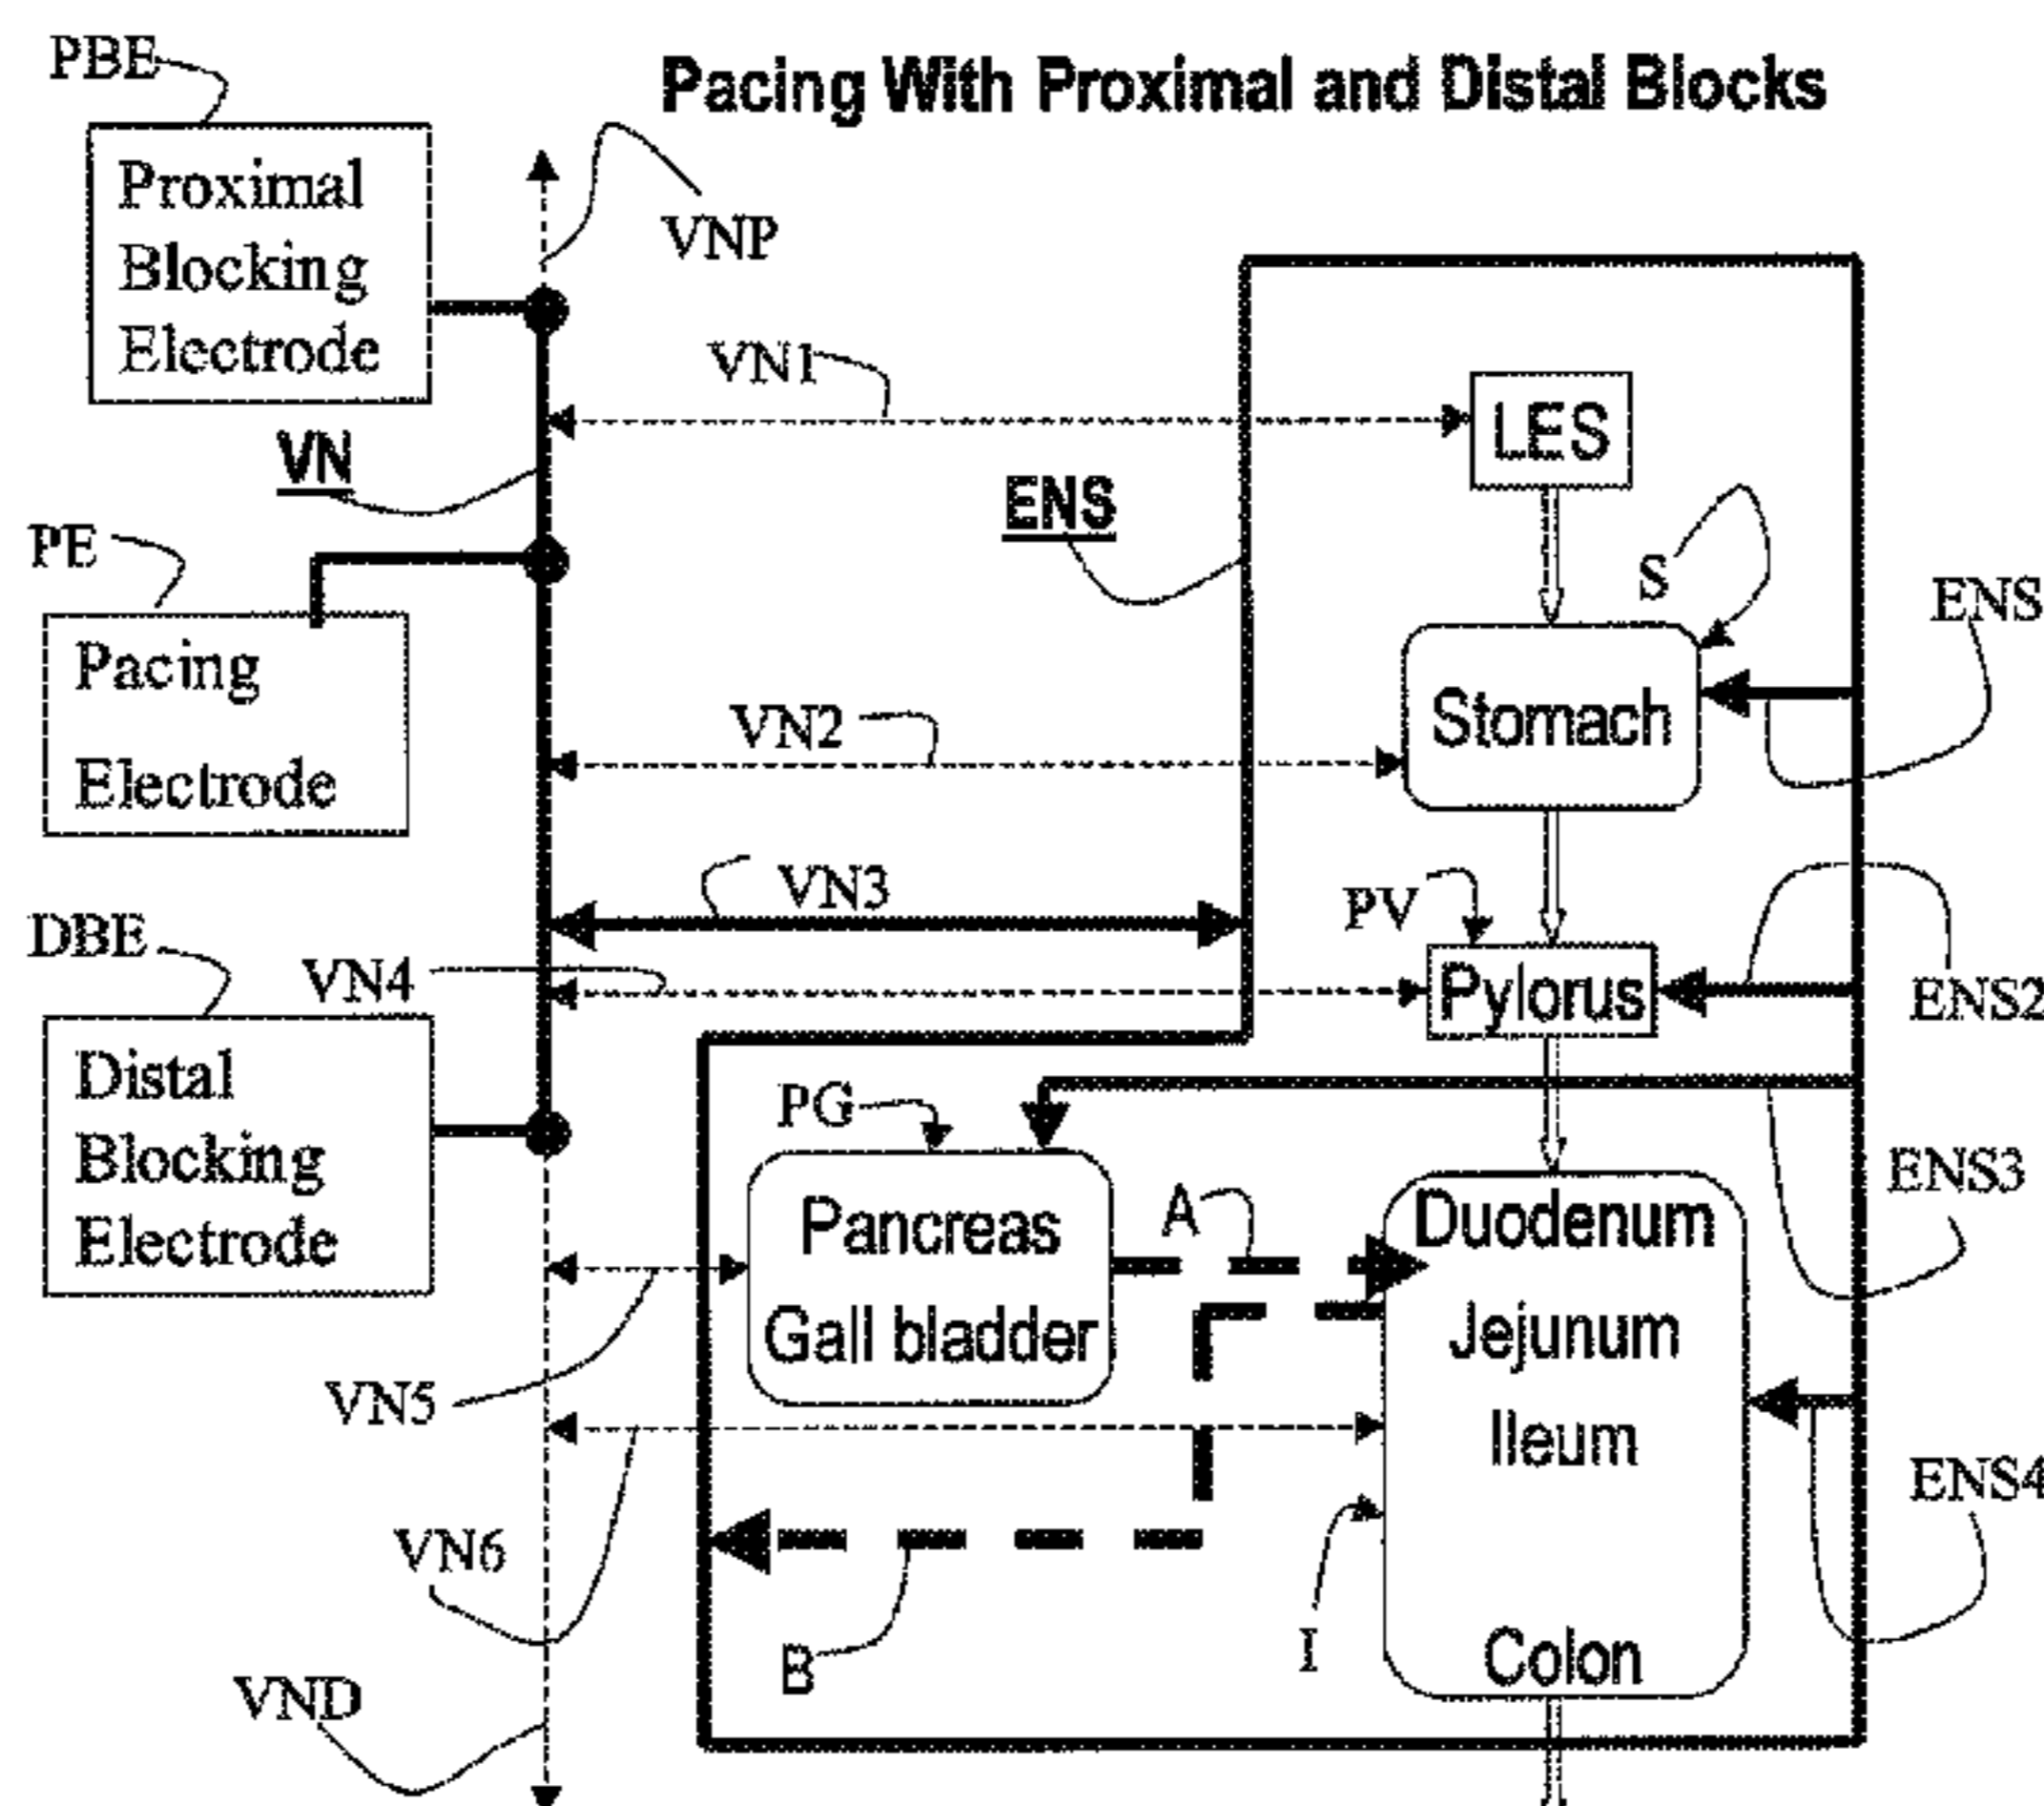 PBE
Pacing With Proximal and Distal Blocks
Proximal
Blocking
Electrode
VNP
VN1
LES
VN
ENS
PE
S
ENS
Pacing
Electrode
VN2
Stomach
VN3
PV
DBE
VN4
Pylorus
ENS2
Distal
Blocking
Electrode
PG
ENS3
Pancreas
Gall bladder
A
Duodenum
Jejunum
Ileum
Colon
VN5
ENS4
VN6
B
I
VND